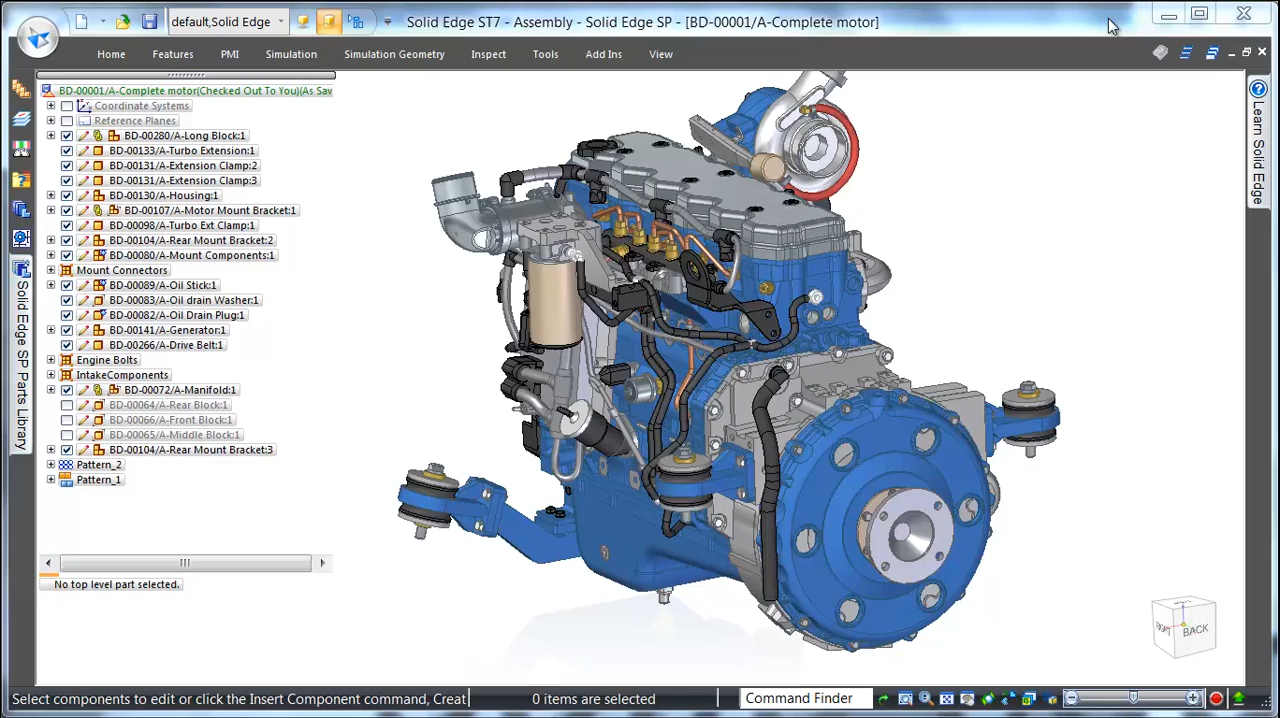 default,Solid Edge
Solid Edge ST7 - Assembly - Solid Edge SP - [BD-00001/A-Complete motor]
Home Features PMI Simulation Simulation Geometry Inspect Tools Add Ins View
BD-00001/A-Complete motor(Checked Out To You)(As Sav
Coordinate Systems
Reference Planes
BD-00280/A-Long Block:1
BD-00133/A-Turbo Extension:1
BD-00131/A-Extension Clamp:2
BD-00131/A-Extension Clamp:3
BD-00130/A-Housing:1
BD-00107/A-Motor Mount Bracket:1
BD-00098/A-Turbo Ext Clamp:1
BD-00104/A-Rear Mount Bracket:2
BD-00080/A-Mount Components:1
Mount Connectors
BD-00089/A-Oil Stick:1
BD-00083/A-Oil drain Washer:1
BD-00082/A-Oil Drain Plug:1
BD-00141/A-Generator:1
BD-00266/A-Drive Belt:1
Engine Bolts
IntakeComponents
BD-00072/A-Manifold:1
BD-00064/A-Rear Block:1
BD-00066/A-Front Block:1
BD-00065/A-Middle Block:1
BD-00104/A-Rear Mount Bracket:3
Pattern_2
Pattern_1
No top level part selected.
Solid Edge SP Parts Library
Learn Solid Edge
BACK
Select components to edit or click the Insert Component command, Creat
0 items are selected
Command Finder